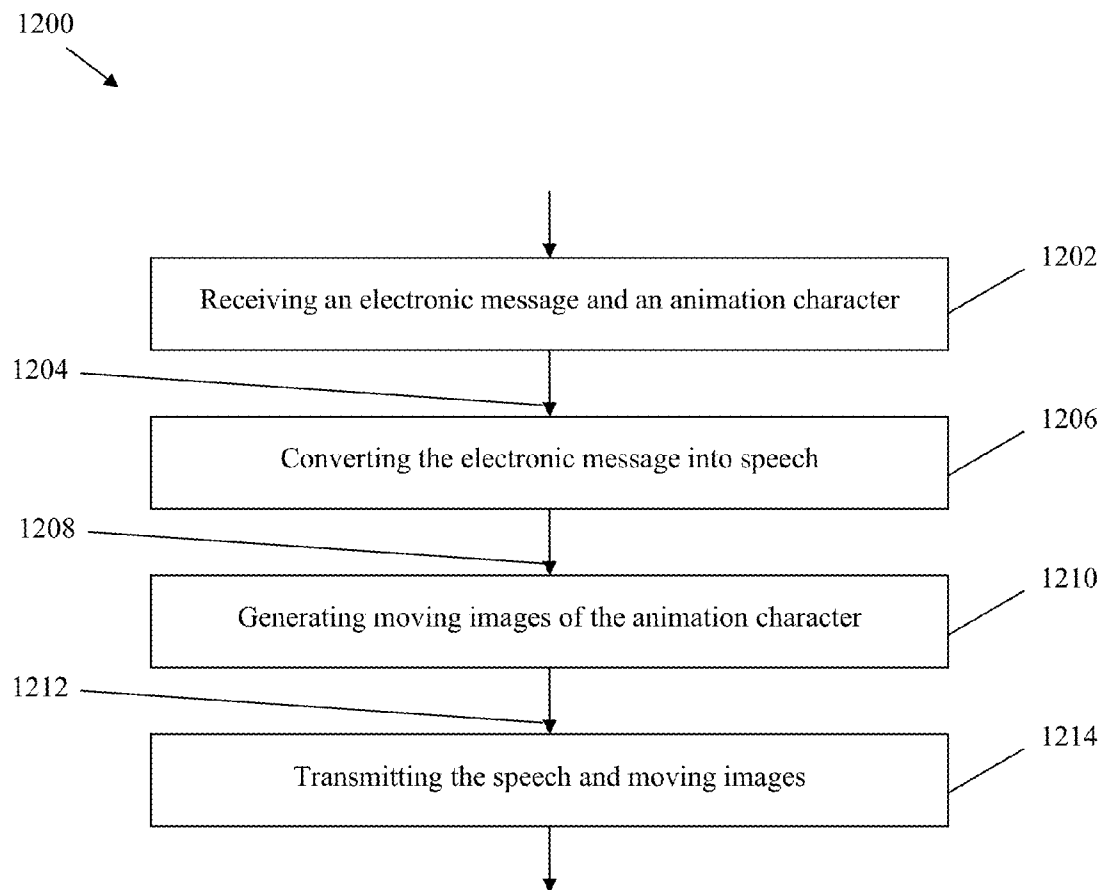 1200
Receiving an electronic message and an animation character
1202
1204
Converting the electronic message into speech
1206
1208
Generating moving images of the animation character
1210
1212
Transmitting the speech and moving images
1214